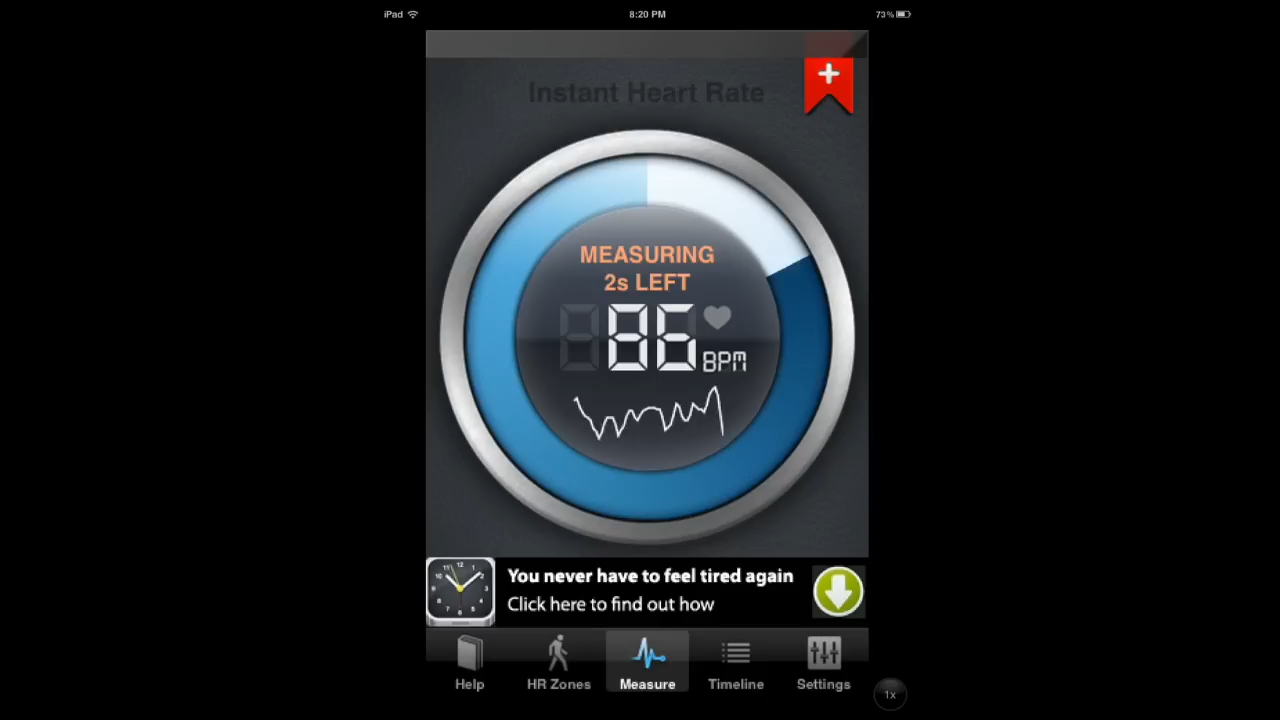 iPad
8:20 PM
73%
Instant Heart Rate
MEASURING
2s LEFT
86
BPM
You never have to feel tired again
Click here to find out how
Help
HR Zones
Measure
Timeline
Settings
1x